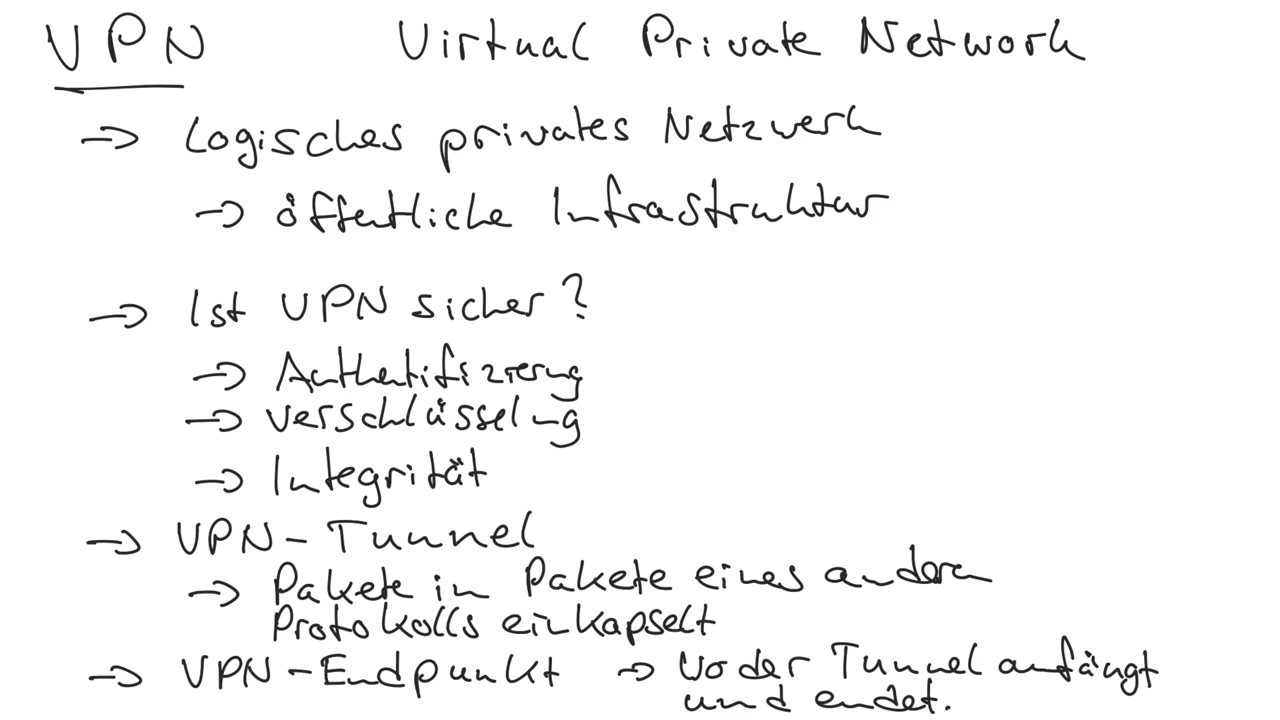 VPN Virtual Private Network
→ Logisches privates Netzwerk
→ öffentliche Infrastruktur
→ Ist VPN sicher?
→ Authentifizierung
→ Verschlüsselung
→ Integrität
→ VPN-Tunnel
→ Pakete in Pakete eines anderen
Protokolls einkapselt
→ VPN-Endpunkt → Wo der Tunnel anfängt
und endet.